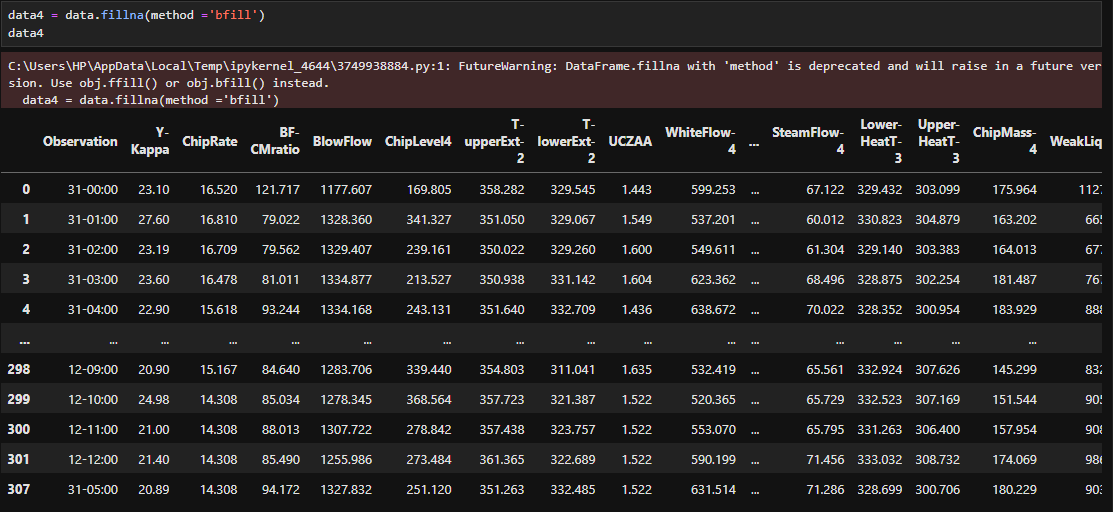 data4 = data.fillna(method ='bfill')
data4
C:\Users\HP\AppData\Local\Temp\ipykernel_4644\3749938884.py:1: FutureWarning: DataFrame.fillna with 'method' is deprecated and will raise in a future ver
sion. Use obj.ffill() or obj.bfill() instead.
data4 = data.fillna(method ='bfill')
Observation Y-Kappa ChipRate BF-CMratio BlowFlow ChipLevel4 T-upperExt-2 T-lowerExt-2 UCZAA WhiteFlow-4 ... SteamFlow-4 Lower-HeatT-3 Upper-HeatT-3 ChipMass-4 WeakLiq
0 31-00:00 23.10 16.520 121.717 1177.607 169.805 358.282 329.545 1.443 599.253 ... 67.122 329.432 303.099 175.964 1127
1 31-01:00 27.60 16.810 79.022 1328.360 341.327 351.050 329.067 1.549 537.201 ... 60.012 330.823 304.879 163.202 665
2 31-02:00 23.19 16.709 79.562 1329.407 239.161 350.022 329.260 1.600 549.611 ... 61.304 329.140 303.383 164.013 677
3 31-03:00 23.60 16.478 81.011 1334.877 213.527 350.938 331.142 1.604 623.362 ... 68.496 328.875 302.254 181.487 767
4 31-04:00 22.90 15.618 93.244 1334.168 243.131 351.640 332.709 1.436 638.672 ... 70.022 328.352 300.954 183.929 888
... ... ... ... ... ... ... ... ... ... ... ... ... ... ... ...
298 12-09:00 20.90 15.167 84.640 1283.706 339.440 354.803 311.041 1.635 532.419 ... 65.561 332.924 307.626 145.299 832
299 12-10:00 24.98 14.308 85.034 1278.345 368.564 357.723 321.387 1.522 520.365 ... 65.729 332.523 307.169 151.544 905
300 12-11:00 21.00 14.308 88.013 1307.722 278.842 357.438 323.757 1.522 553.070 ... 65.795 331.263 306.400 157.954 908
301 12-12:00 21.40 14.308 85.490 1255.986 273.484 361.365 322.689 1.522 590.199 ... 71.456 333.032 308.732 174.069 986
307 31-05:00 20.89 14.308 94.172 1327.832 251.120 351.263 332.485 1.522 631.514 ... 71.286 328.699 300.706 180.229 903